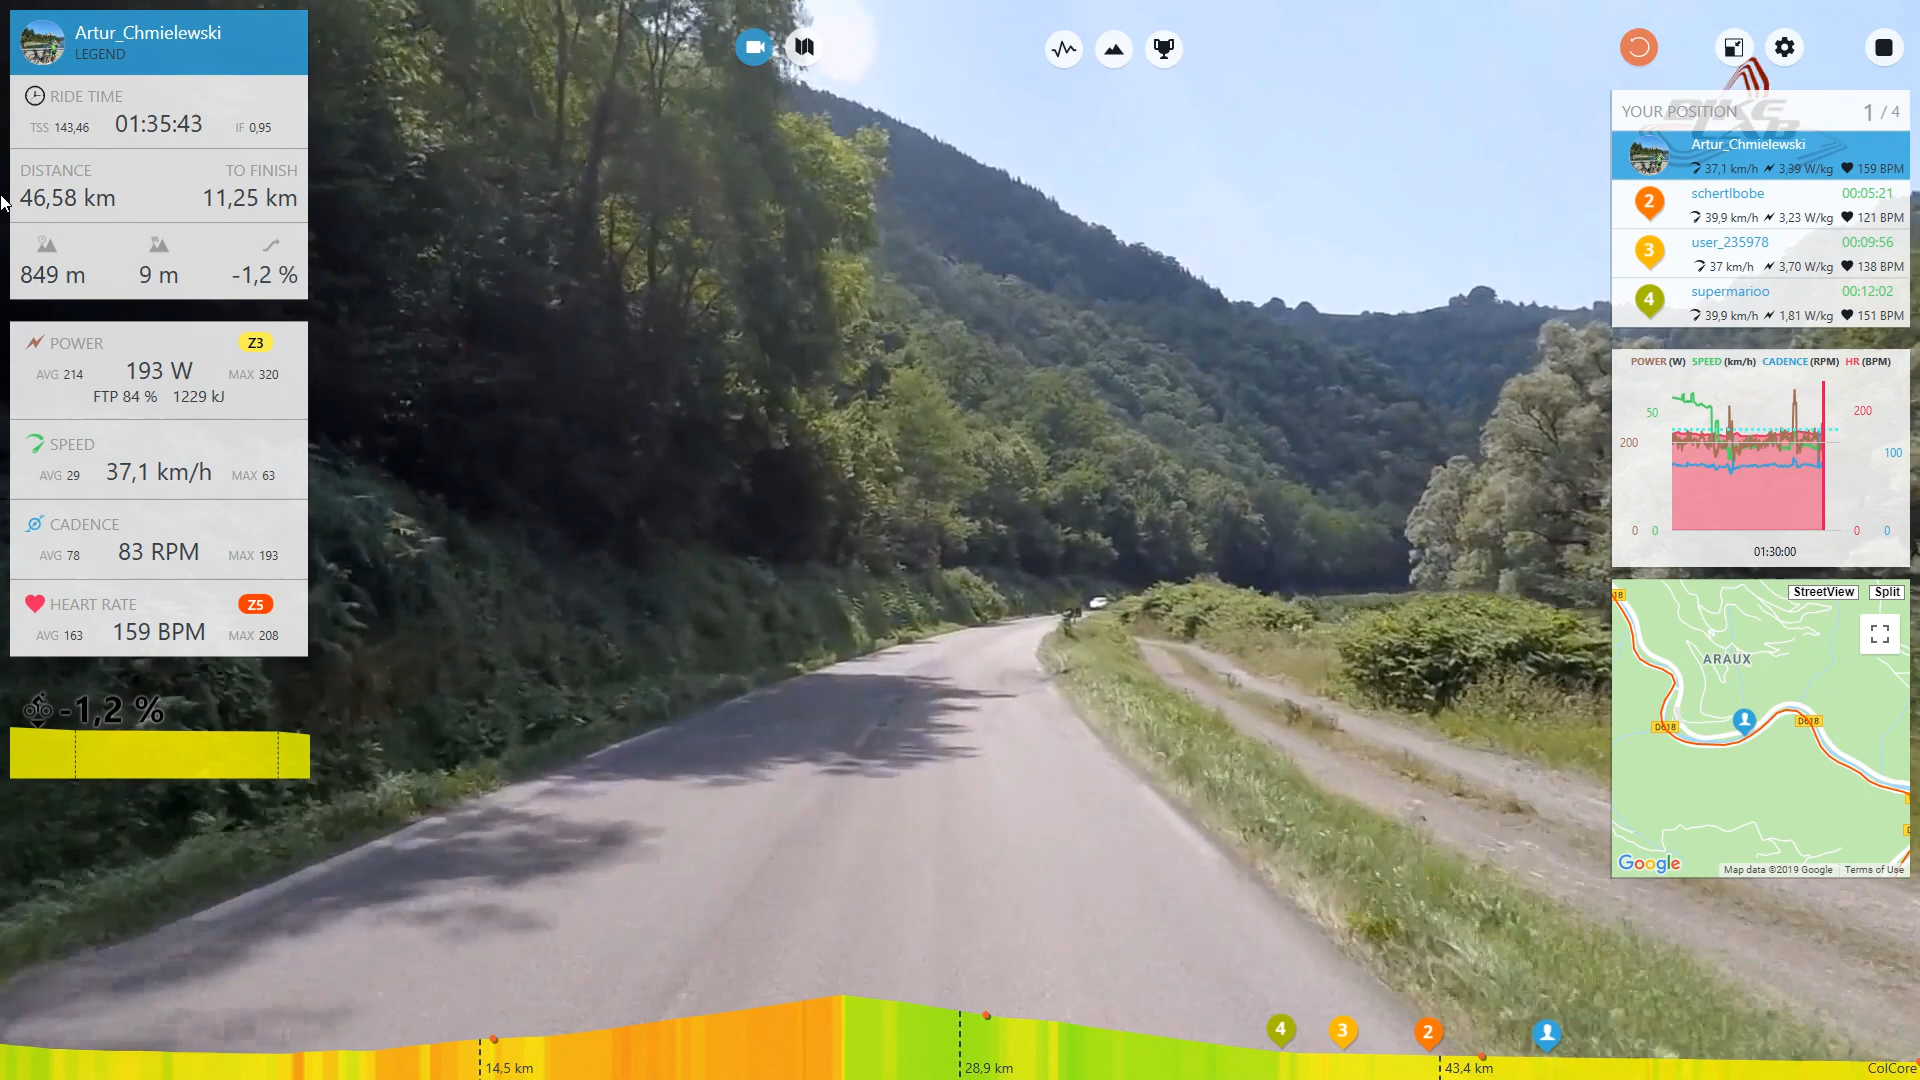 Artur_Chmielewski
LEGEND
RIDE TIME
TSS 143,46 01:35:43 IF 0,95
DISTANCE TO FINISH
46,58 km 11,25 km
849 m 9 m -1,2 %
POWER Z3
AVG 214 193 W MAX 320
FTP 84 % 1229 kJ
SPEED
AVG 29 37,1 km/h MAX 63
CADENCE
AVG 78 83 RPM MAX 193
HEART RATE Z5
AVG 163 159 BPM MAX 208
-1,2 %
YOUR POSITION 1 / 4
BIKE LAB
Artur_Chmielewski
37,1 km/h 3,39 W/kg 159 BPM
2 schertlbobe 00:05:21
39,9 km/h 3,23 W/kg 121 BPM
3 user_235978 00:09:56
37 km/h 3,70 W/kg 138 BPM
4 supermarioo 00:12:02
39,9 km/h 1,81 W/kg 151 BPM
POWER (W) SPEED (km/h) CADENCE (RPM) HR (BPM)
50 200
200 100
0 0 0 0
01:30:00
StreetView Split
18
ARAUX
D618 D618
Google Map data ©2019 Google Terms of Use
4 3 2
14,5 km 28,9 km 43,4 km ColCore